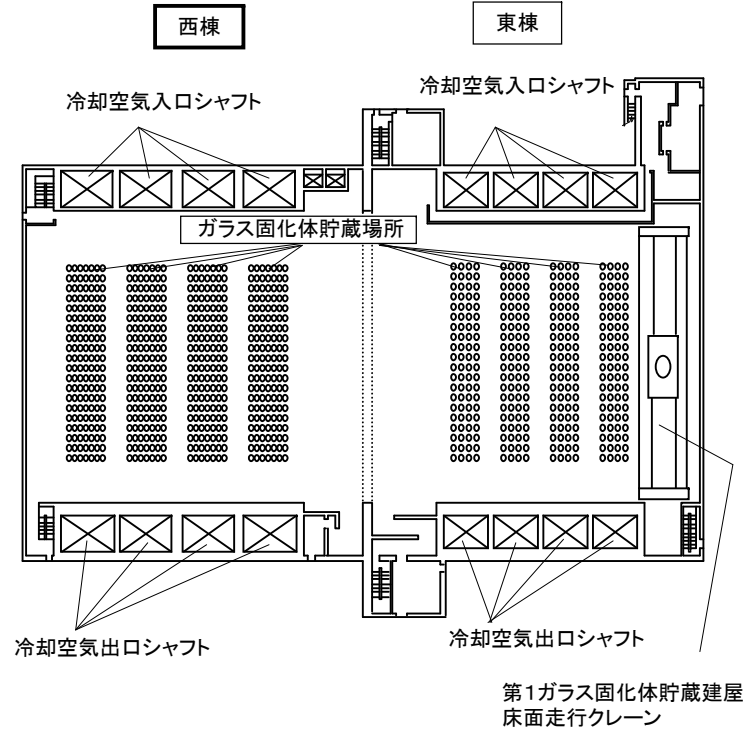 西棟
東棟
冷却空気入口シャフト
冷却空気入口シャフト
ガラス固化体貯蔵場所
冷却空気出口シャフト
冷却空気出口シャフト
第1ガラス固化体貯蔵建屋
床面走行クレーン